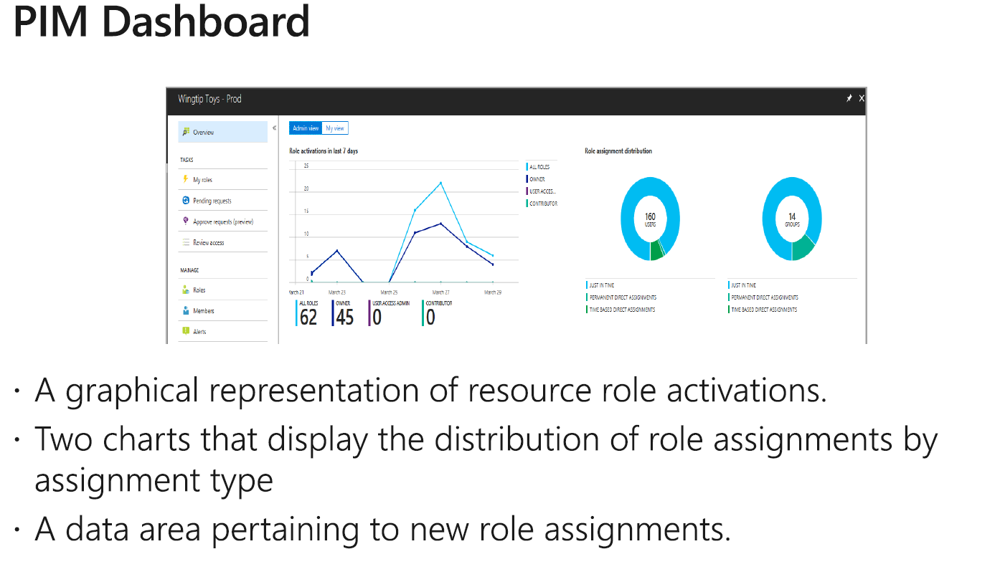 PIM Dashboard
Wingtip Toys - Prod
Overview
TASKS
My roles
Pending requests
Approve requests (preview)
Review access
MANAGE
Roles
Members
Alerts
Admin view My view
Role activations in last 7 days
25
20
15
10
5
0
March 21 March 23 March 25 March 27 March 29
ALL ROLES
OWNER
USER ACCES...
CONTRIBUTOR
ALL ROLES
62
OWNER
45
USER ACCESS ADMIN
0
CONTRIBUTOR
0
Role assignment distribution
160
USERS
JUST IN TIME
PERMANENT DIRECT ASSIGNMENTS
TIME BASED DIRECT ASSIGNMENTS
14
GROUPS
JUST IN TIME
PERMANENT DIRECT ASSIGNMENTS
TIME BASED DIRECT ASSIGNMENTS
· A graphical representation of resource role activations.
· Two charts that display the distribution of role assignments by
assignment type
· A data area pertaining to new role assignments.